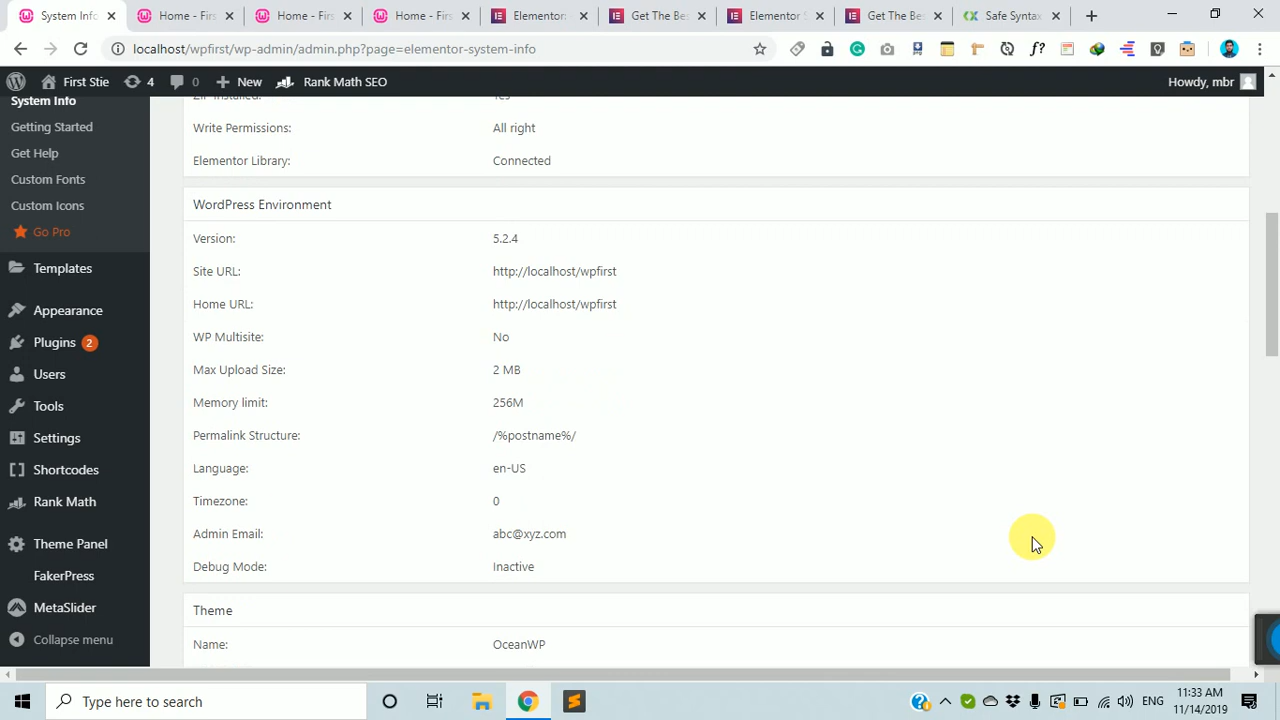 System Info
Home - Firs
Home - Firs
Home - Firs
Elementor
Get The Be
Elementor
Get The Be
Safe Syntax
localhost/wpfirst/wp-admin/admin.php?page=elementor-system-info
f?
First Stie
4
0
New
Rank Math SEO
Howdy, mbr
System Info
Getting Started
Get Help
Custom Fonts
Custom Icons
Go Pro
Templates
Appearance
Plugins 2
Users
Tools
Settings
Shortcodes
Rank Math
Theme Panel
FakerPress
MetaSlider
Collapse menu
ZIP Installed: Yes
Write Permissions: All right
Elementor Library: Connected
WordPress Environment
Version: 5.2.4
Site URL: http://localhost/wpfirst
Home URL: http://localhost/wpfirst
WP Multisite: No
Max Upload Size: 2 MB
Memory limit: 256M
Permalink Structure: /%postname%/
Language: en-US
Timezone: 0
Admin Email: abc@xyz.com
Debug Mode: Inactive
Theme
Name: OceanWP
Type here to search
ENG
11:33 AM
11/14/2019